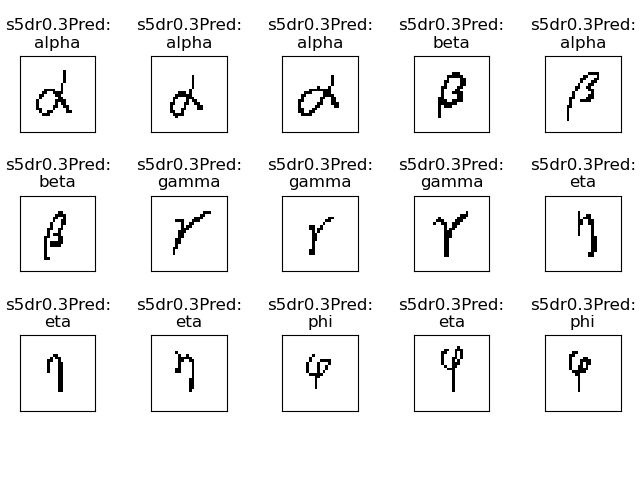 s5dr0.3Pred: s5dr0.3Pred: s5dr0.3Pred: s5dr0.3Pred: s5dr0.3Pred:
alpha alpha alpha beta alpha
α α α β β
s5dr0.3Pred: s5dr0.3Pred: s5dr0.3Pred: s5dr0.3Pred: s5dr0.3Pred:
beta gamma gamma gamma eta
β γ γ γ η
s5dr0.3Pred: s5dr0.3Pred: s5dr0.3Pred: s5dr0.3Pred: s5dr0.3Pred:
eta eta phi eta phi
η η φ φ φ